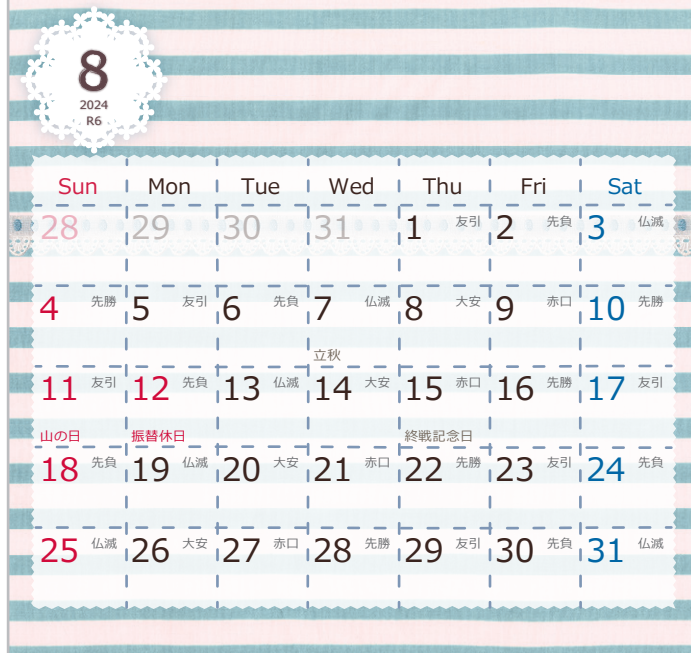 8
2024
R6
Sun Mon Tue Wed Thu Fri Sat
28 29 30 31 1 友引 2 先負 3 仏滅
4 先勝 5 友引 6 先負 7 仏滅 8 大安 9 赤口 10 先勝
立秋
11 友引 12 先負 13 仏滅 14 大安 15 赤口 16 先勝 17 友引
山の日 振替休日 終戦記念日
18 先負 19 仏滅 20 大安 21 赤口 22 先勝 23 友引 24 先負
25 仏滅 26 大安 27 赤口 28 先勝 29 友引 30 先負 31 仏滅